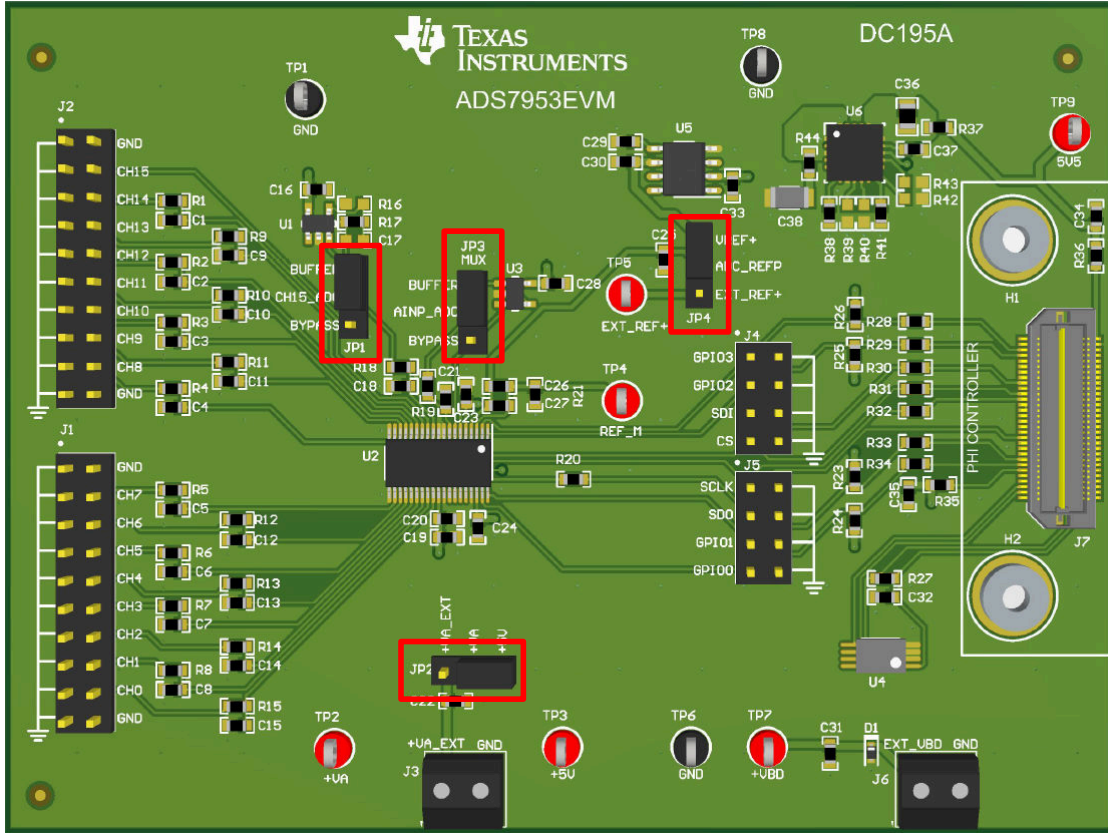 TEXAS
INSTRUMENTS
ADS7953EVM
DC195A
TP1
GND
TP8
GND
TP9
5V5
J2
GND
CH15
CH14
CH13
CH12
CH11
CH10
CH9
CH8
GND
R1
C1
R9
C9
R2
C2
R10
C10
R3
C3
R11
C11
R4
C4
C16
U1
R16
R17
C17
BUFFER
CH15_ADC
BYPASS
JP1
JP3
MUX
BUFFER
AINP_ADC
BYPASS
U3
C28
C29
C30
U5
C33
C25
VREF+
ADC_REFP
EXT_REF+
JP4
TP5
EXT_REF+
TP4
REF_M
U6
R44
C36
R37
C37
R43
R42
C38
R38
R39
R40
R41
C34
R36
H1
PHI CONTROLLER
J7
H2
R18
C18
C21
R19
C23
C26
C27
R21
U2
R20
C20
C19
C24
J4
GPIO3
GPIO2
SDI
CS
J5
SCLK
SDO
GPIO1
GPIO0
R26
R25
R28
R29
R30
R31
R32
R33
R34
R23
R24
C35
R35
R27
C32
U4
J1
GND
CH7
CH6
CH5
CH4
CH3
CH2
CH1
CH0
GND
R5
C5
R12
C12
R6
C6
R13
C13
R7
C7
R14
C14
R8
C8
R15
C15
+VA_EXT
+VA
+5V
JP2
C22
TP2
+VA
+VA_EXT GND
J3
TP3
+5V
TP6
GND
TP7
+VBD
C31
D1
EXT_VBD GND
J6